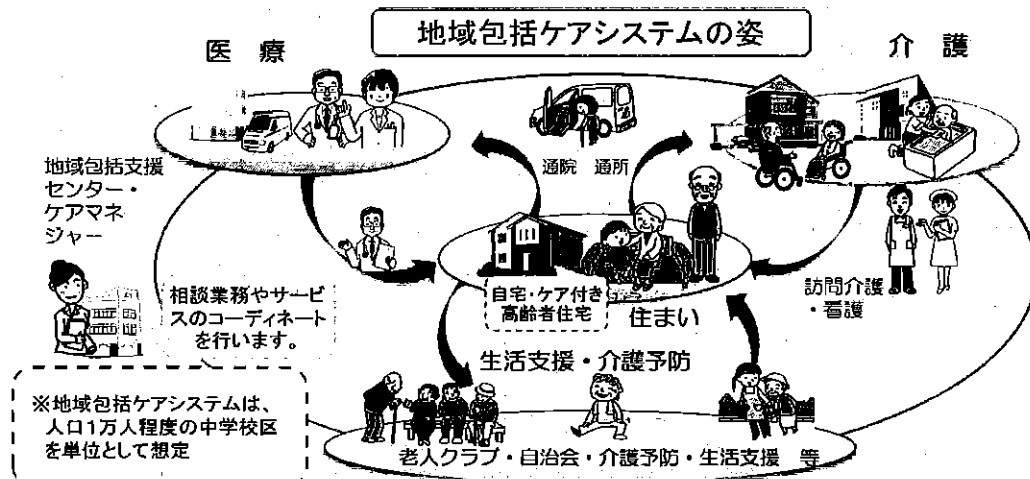 地域包括ケアシステムの姿
医 療
介 護
通院 通所
地域包括支援
センター・
ケアマネ
ジャー
相談業務やサービ
スのコーディネート
を行います。
自宅・ケア付き
高齢者住宅
住まい
訪問介護
・看護
生活支援・介護予防
※地域包括ケアシステムは、
人口1万人程度の中学校区
を単位として想定
老人クラブ・自治会・介護予防・生活支援 等